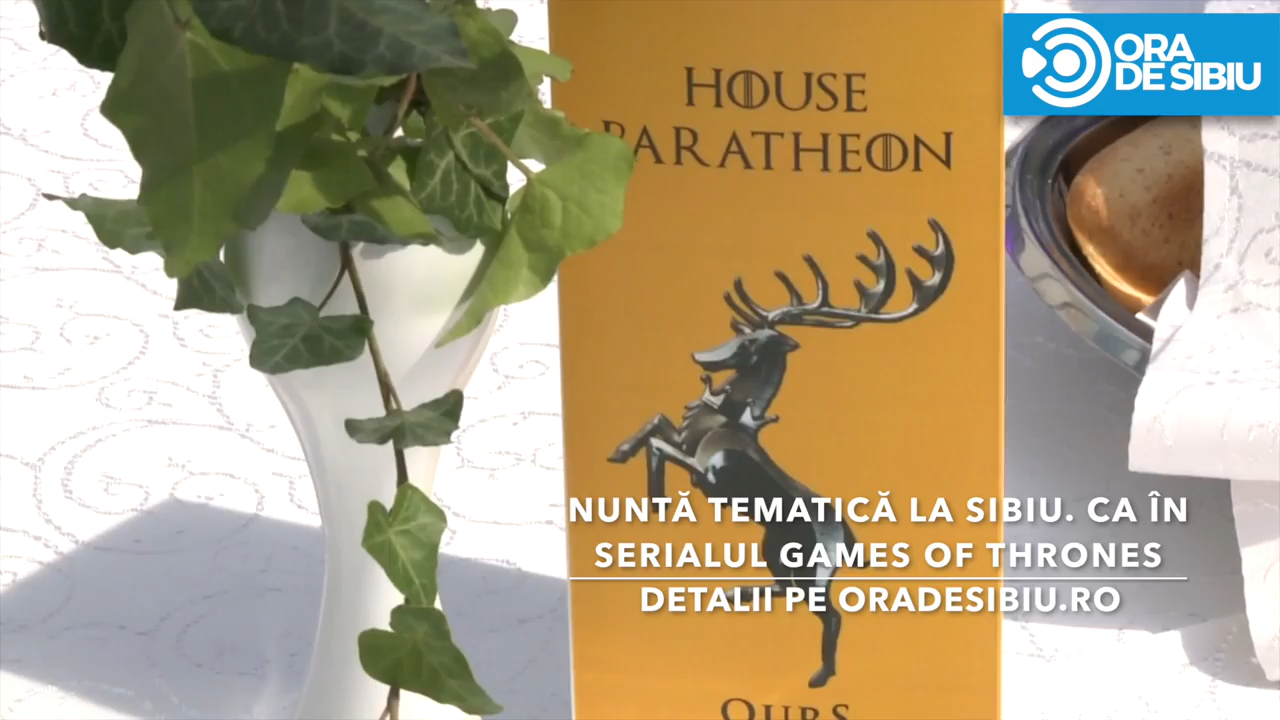 HOUSE
BARATHEON
ORA
DE SIBIU
NUNTĂ TEMATICĂ LA SIBIU. CA ÎN
SERIALUL GAMES OF THRONES
DETALII PE ORADESIBIU.RO
OURS